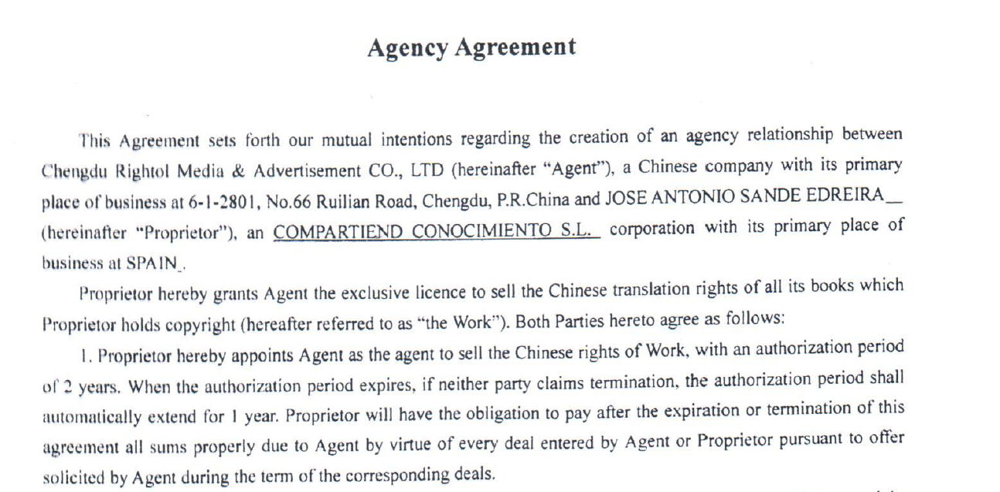 Agency Agreement
This Agreement sets forth our mutual intentions regarding the creation of an agency relationship between
Chengdu Rightol Media & Advertisement CO., LTD (hereinafter “Agent”), a Chinese company with its primary
place of business at 6-1-2801, No.66 Ruilian Road, Chengdu, P.R.China and JOSE ANTONIO SANDE EDREIRA__
(hereinafter “Proprietor”), an COMPARTIEND CONOCIMIENTO S.L. corporation with its primary place of
business at SPAIN_.
Proprietor hereby grants Agent the exclusive licence to sell the Chinese translation rights of all its books which
Proprietor holds copyright (hereafter referred to as “the Work”). Both Parties hereto agree as follows:
1. Proprietor hereby appoints Agent as the agent to sell the Chinese rights of Work, with an authorization period
of 2 years. When the authorization period expires, if neither party claims termination, the authorization period shall
automatically extend for 1 year. Proprietor will have the obligation to pay after the expiration or termination of this
agreement all sums properly due to Agent by virtue of every deal entered by Agent or Proprietor pursuant to offer
solicited by Agent during the term of the corresponding deals.